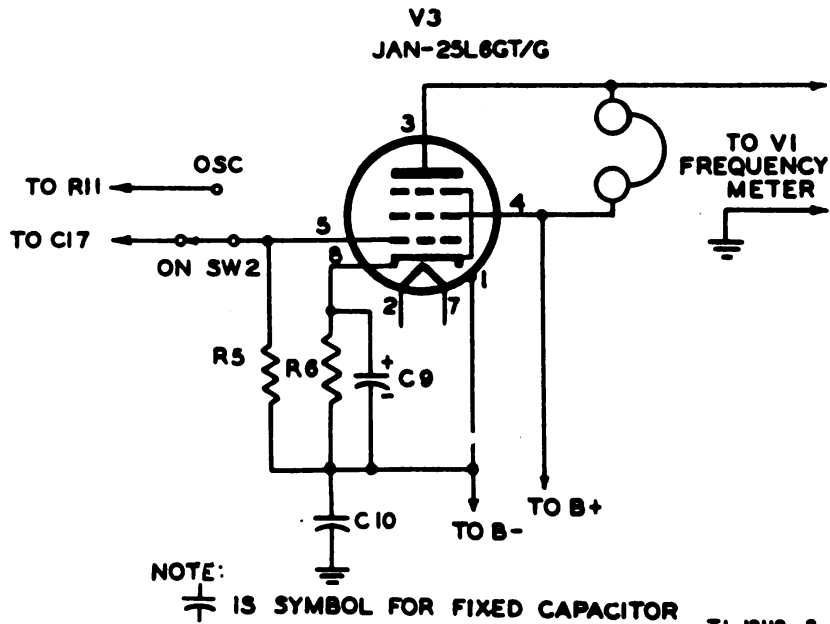 V3
JAN-25L6GT/G
3
OSC
TO R11
TO V1
FREQUENCY
METER
4
5
TO C17
ON SW2
8
1
2
7
R5
R6
+
C9
-
C10
TO B-
TO B+
NOTE:
IS SYMBOL FOR FIXED CAPACITOR